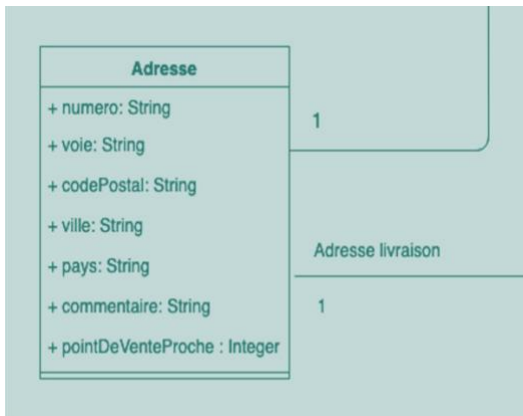 Adresse
+ numero: String
1
+ voie: String
+ codePostal: String
+ ville: String
Adresse livraison
+ pays: String
+ commentaire: String
1
+ pointDeVenteProche : Integer